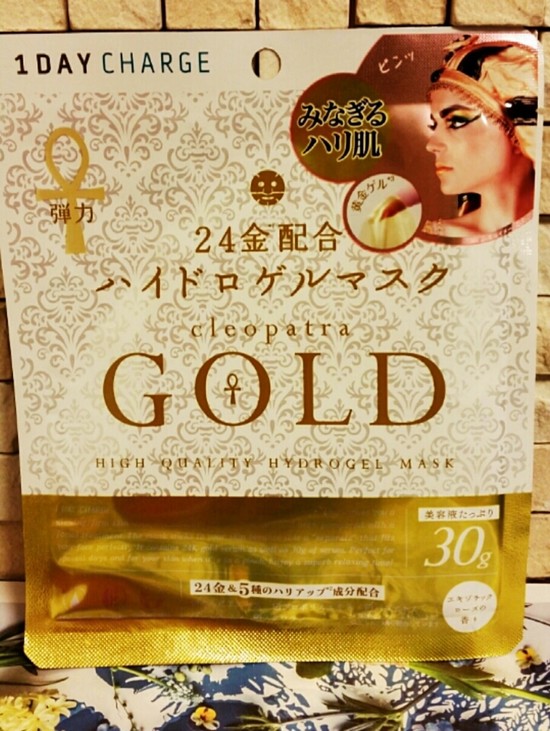 1 DAY CHARGE
ピンッ
みなぎる
ハリ肌
黄金ゲル
弾力
24金配合
ハイドロゲルマスク
cleopatra
GOLD
HIGH QUALITY HYDROGEL MASK
美容液たっぷり
30g
24金&5種のハリアップ成分配合
エキゾチック
ローズの
香り